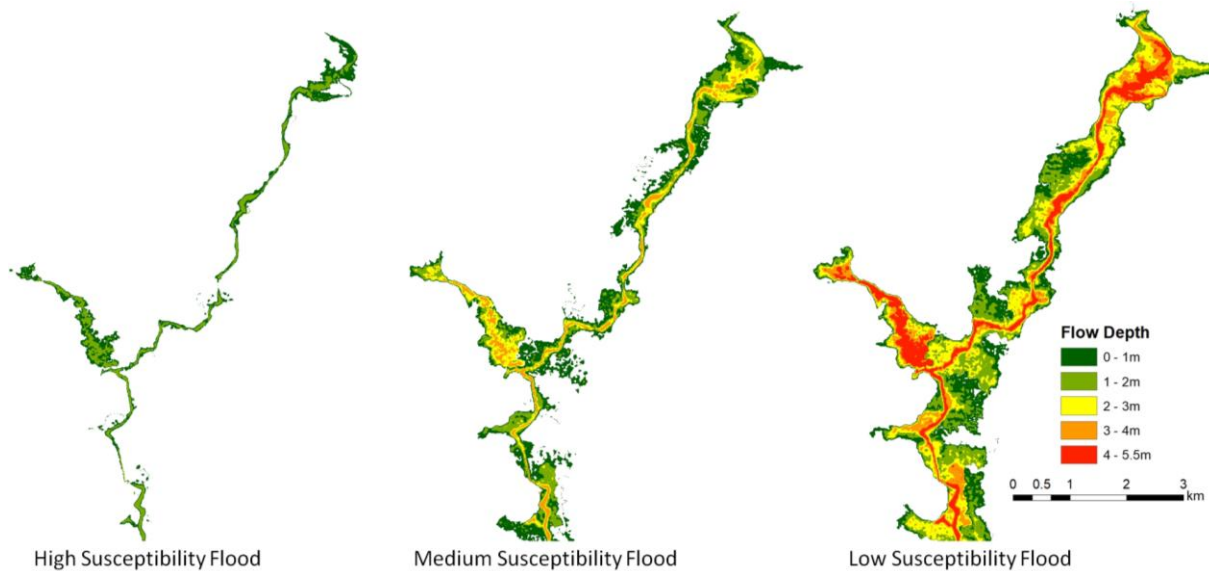 Flow Depth
0 - 1m
1 - 2m
2 - 3m
3 - 4m
4 - 5.5m
0 0.5 1 2 3
km
High Susceptibility Flood
Medium Susceptibility Flood
Low Susceptibility Flood